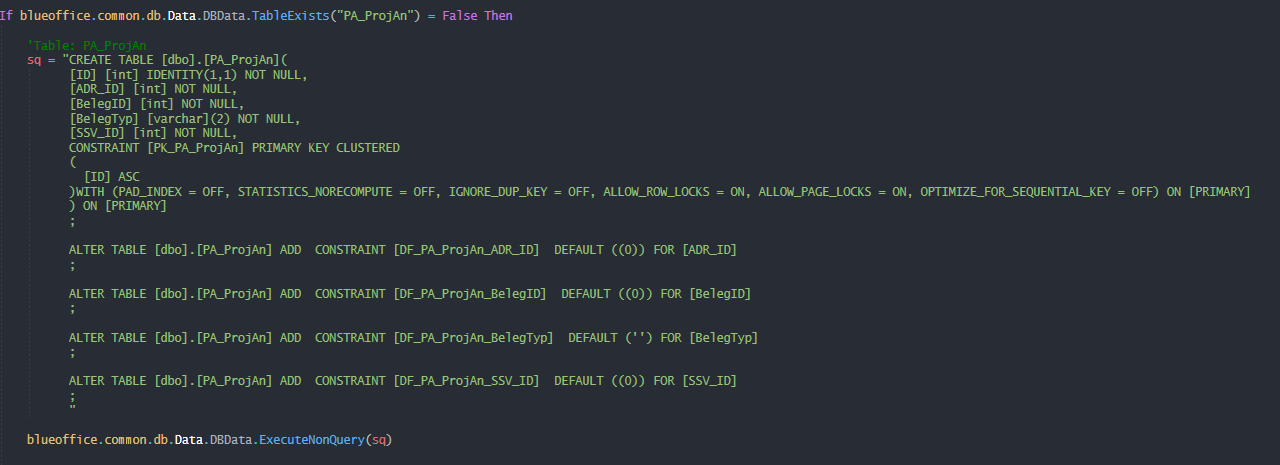 If blueoffice.common.db.Data.DBData.TableExists("PA_ProjAn") = False Then
'Table: PA_ProjAn
sq = "CREATE TABLE [dbo].[PA_ProjAn](
[ID] [int] IDENTITY(1,1) NOT NULL,
[ADR_ID] [int] NOT NULL,
[BelegID] [int] NOT NULL,
[BelegTyp] [varchar](2) NOT NULL,
[SSV_ID] [int] NOT NULL,
CONSTRAINT [PK_PA_ProjAn] PRIMARY KEY CLUSTERED
(
[ID] ASC
)WITH (PAD_INDEX = OFF, STATISTICS_NORECOMPUTE = OFF, IGNORE_DUP_KEY = OFF, ALLOW_ROW_LOCKS = ON, ALLOW_PAGE_LOCKS = ON, OPTIMIZE_FOR_SEQUENTIAL_KEY = OFF) ON [PRIMARY]
) ON [PRIMARY]
;
ALTER TABLE [dbo].[PA_ProjAn] ADD  CONSTRAINT [DF_PA_ProjAn_ADR_ID]  DEFAULT ((0)) FOR [ADR_ID]
;
ALTER TABLE [dbo].[PA_ProjAn] ADD  CONSTRAINT [DF_PA_ProjAn_BelegID]  DEFAULT ((0)) FOR [BelegID]
;
ALTER TABLE [dbo].[PA_ProjAn] ADD  CONSTRAINT [DF_PA_ProjAn_BelegTyp]  DEFAULT ('') FOR [BelegTyp]
;
ALTER TABLE [dbo].[PA_ProjAn] ADD  CONSTRAINT [DF_PA_ProjAn_SSV_ID]  DEFAULT ((0)) FOR [SSV_ID]
;
"
blueoffice.common.db.Data.DBData.ExecuteNonQuery(sq)